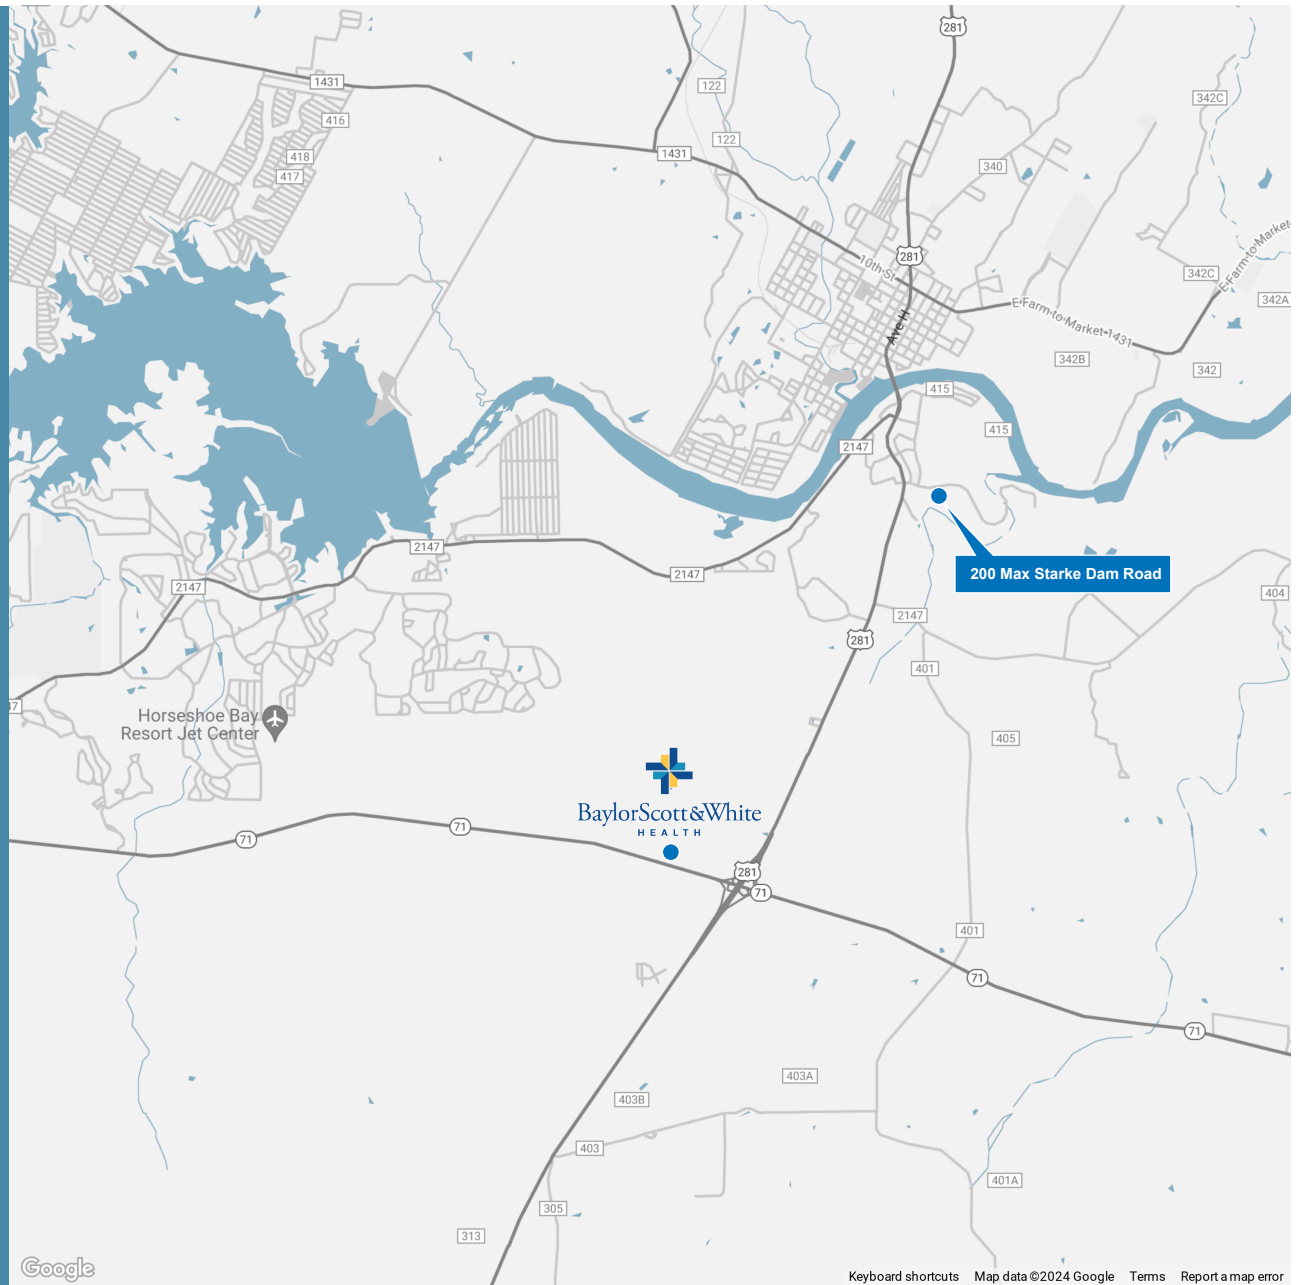 281
122
342C
1431
416
122
1431
418
340
417
281
10th St
342C
E Farm to Market
342A
E Farm to Market 1431
Ave H
342B
342
415
415
2147
2147
2147
200 Max Starke Dam Road
2147
404
2147
281
401
Horseshoe Bay
Resort Jet Center
405
BaylorScott&White
HEALTH
71
71
281
71
401
71
71
403A
403B
403
401A
305
313
Google
Keyboard shortcuts
Map data ©2024 Google
Terms
Report a map error